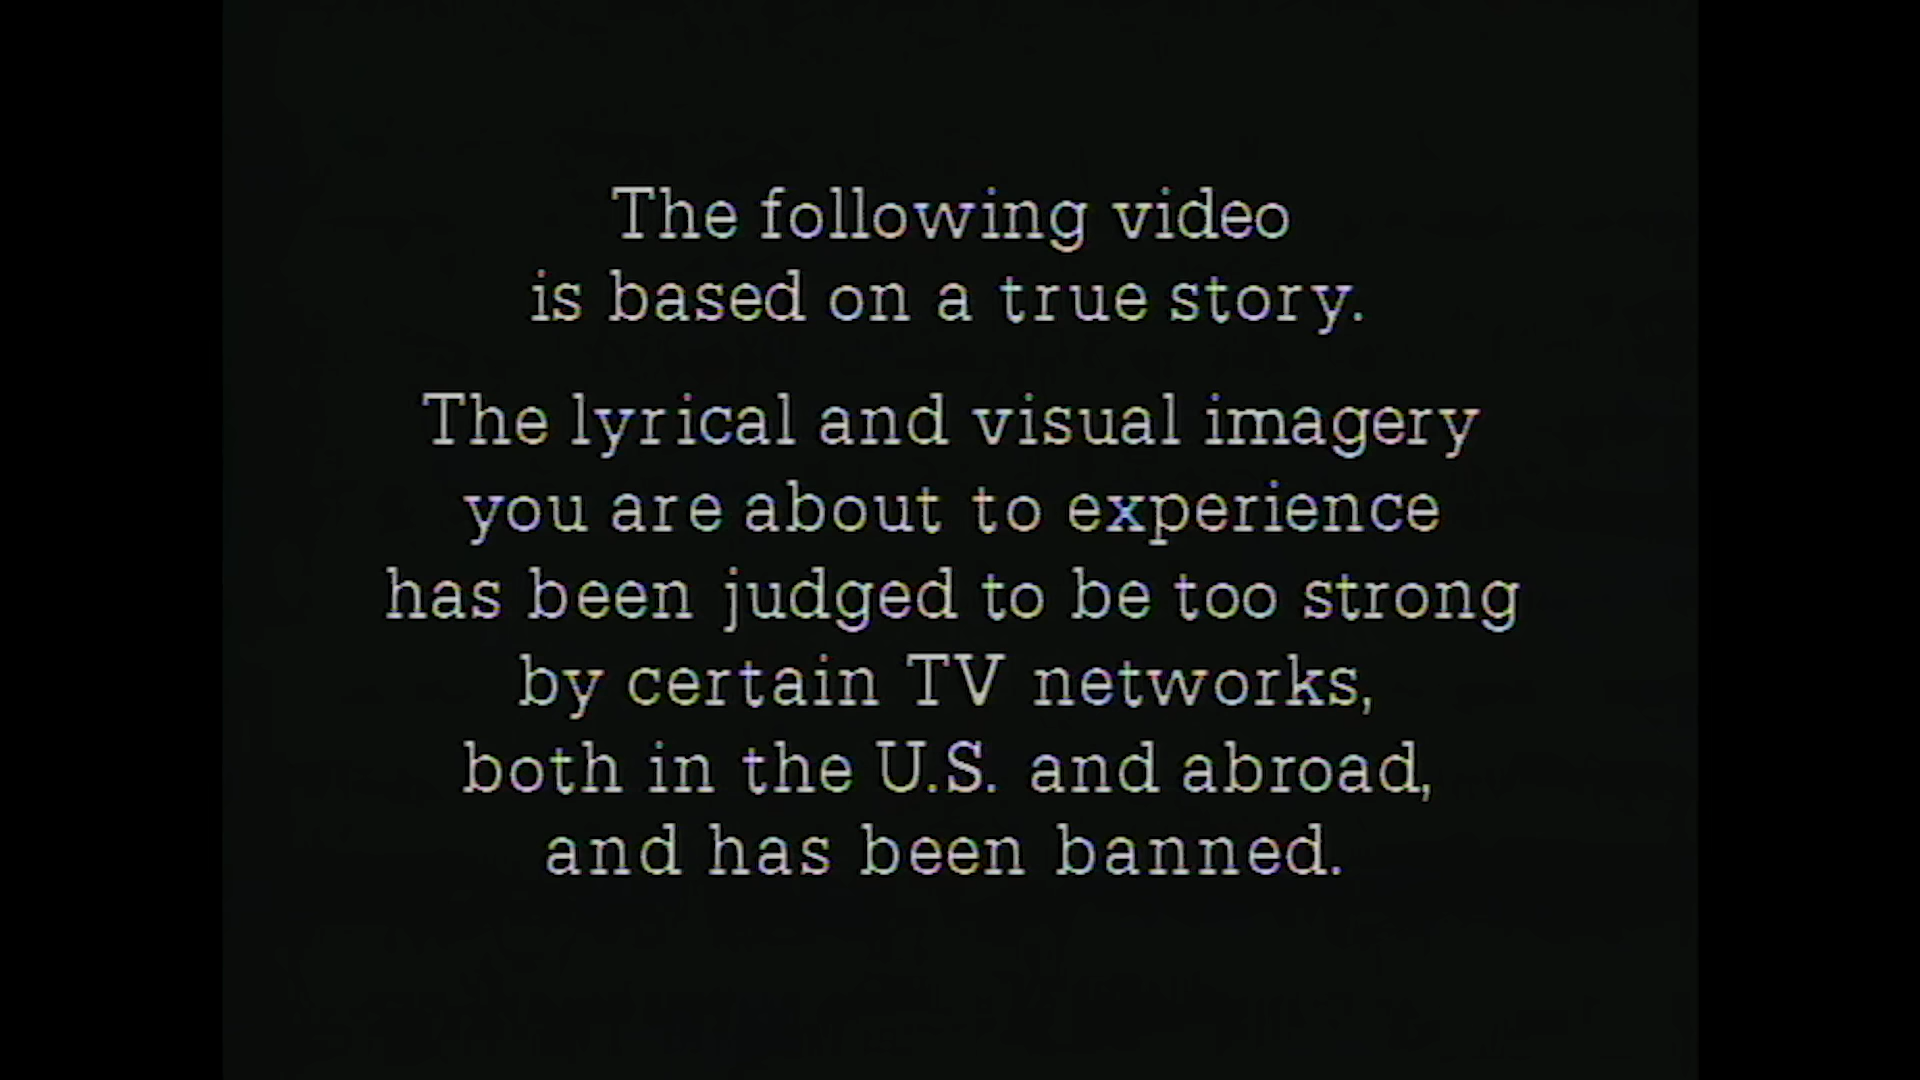 The following video
is based on a true story.
The lyrical and visual imagery
you are about to experience
has been judged to be too strong
by certain TV networks,
both in the U.S. and abroad,
and has been banned.